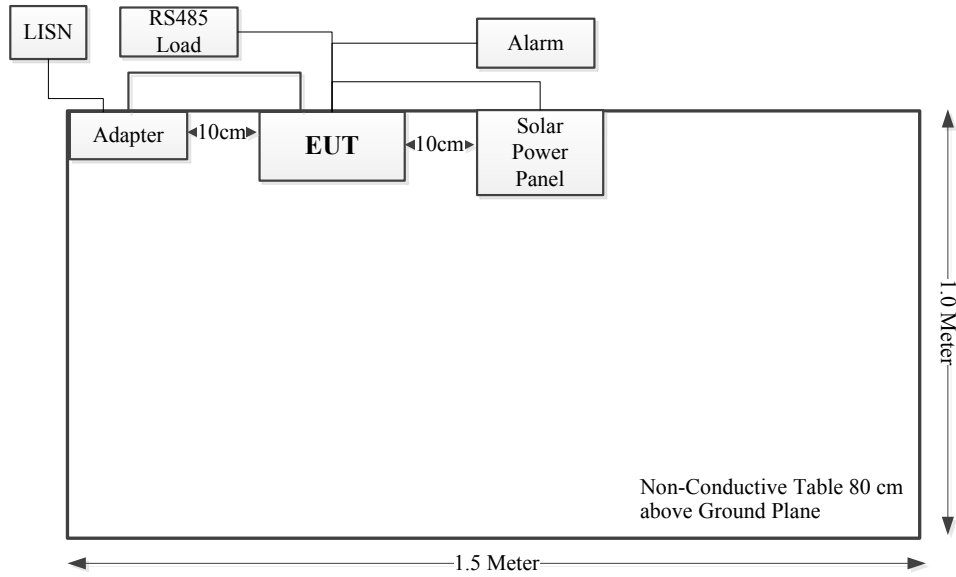 LISN
RS485
Load
Alarm
Adapter
10cm
EUT
10cm
Solar
Power
Panel
1.0 Meter
Non-Conductive Table 80 cm
above Ground Plane
1.5 Meter